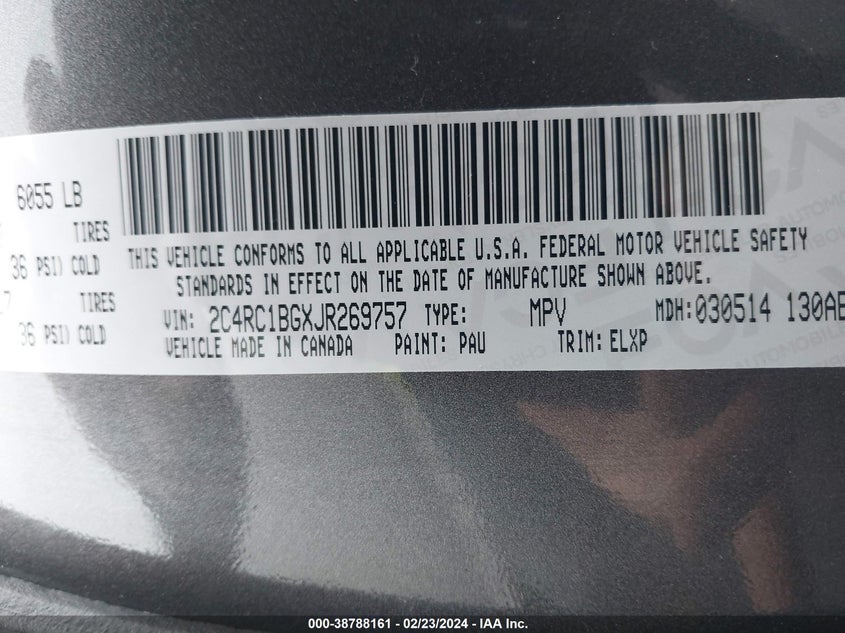 6055 LB
TIRES
36 PSI) COLD
TIRES
36 PSI) COLD
THIS VEHICLE CONFORMS TO ALL APPLICABLE U.S.A. FEDERAL MOTOR VEHICLE SAFETY
STANDARDS IN EFFECT ON THE DATE OF MANUFACTURE SHOWN ABOVE.
VIN: 2C4RC1BGXJR269757 TYPE: MPV MDH: 030514 130AE
VEHICLE MADE IN CANADA PAINT: PAU TRIM: ELXP
000-38788161 - 02/23/2024 - IAA Inc.